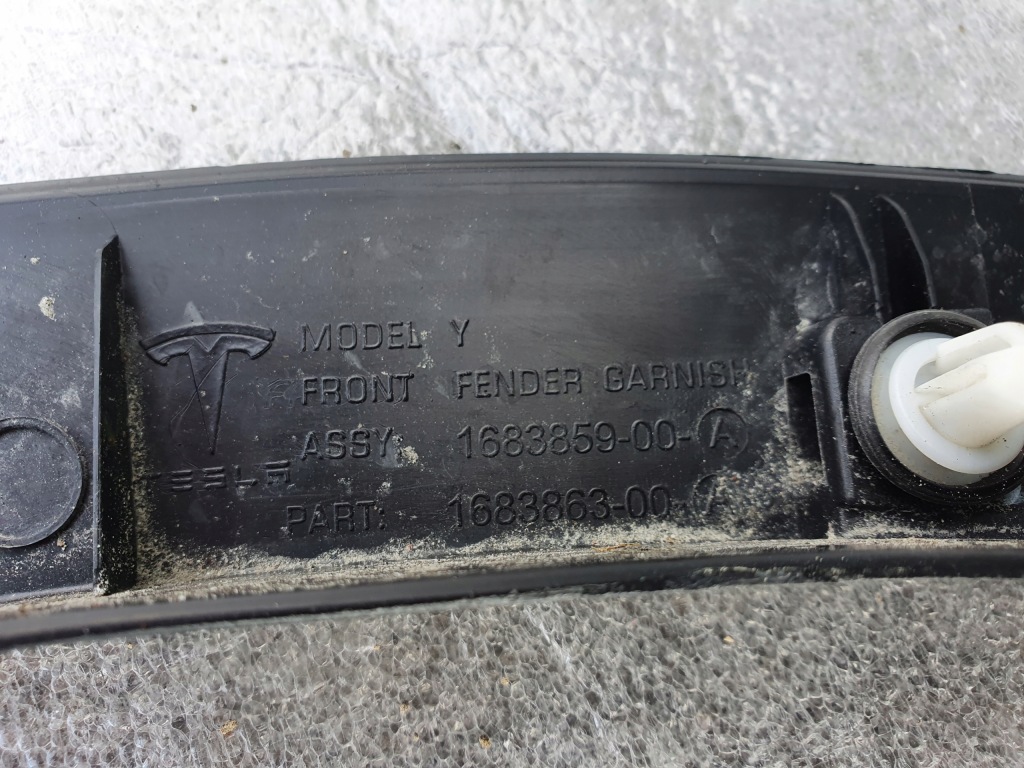 MODEL Y
FRONT FENDER GARNISH
ASSY: 1683859-00-A
TESLA
PART: 1683863-00-A